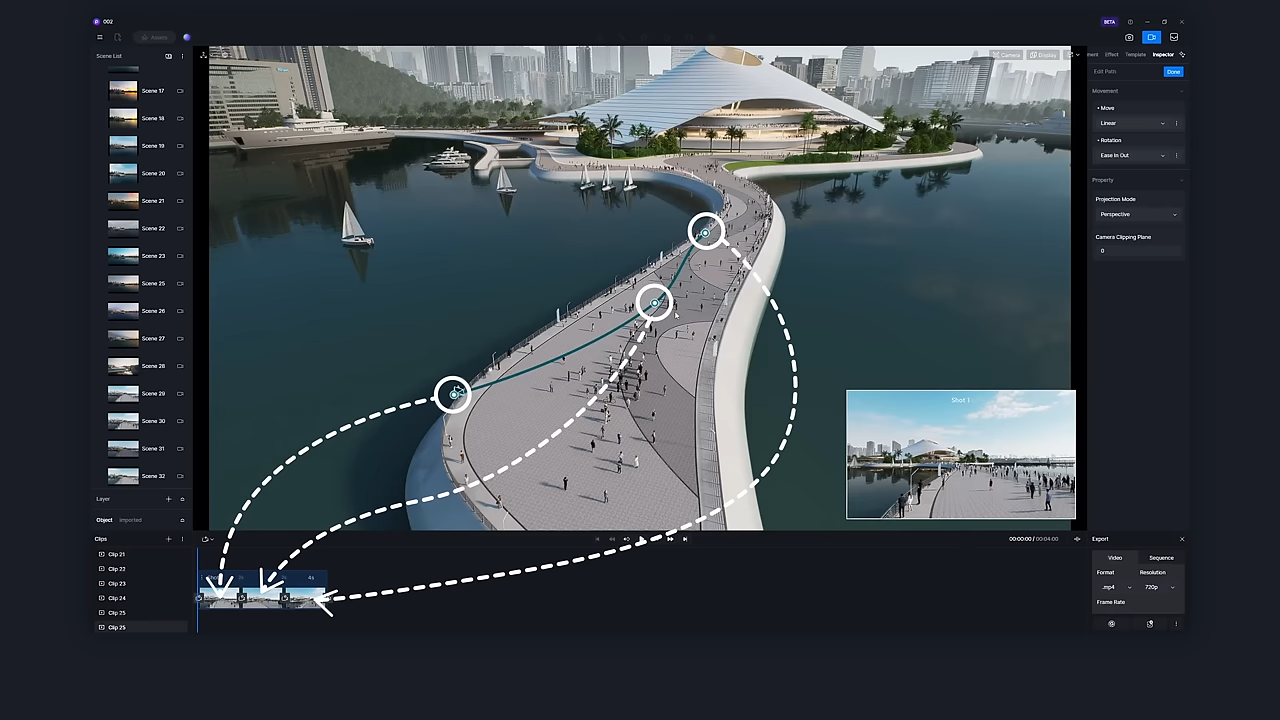 002
BETA
Assets
Scene List
Camera
Display
Effect
Template
Inspector
Edit Path
Done
Movement
Move
Linear
Rotation
Ease In Out
Property
Projection Mode
Perspective
Camera Clipping Plane
0
Scene 17
Scene 18
Scene 19
Scene 20
Scene 21
Scene 22
Scene 23
Scene 25
Scene 26
Scene 27
Scene 28
Scene 29
Scene 30
Scene 31
Scene 32
Layer
Object Imported
Shot 1
Clips
00:00:00 / 00:04:00
Clip 21
Clip 22
Clip 23
Clip 24
Clip 25
Clip 25
4s
Export
Video Sequence
Format Resolution
.mp4 720p
Frame Rate